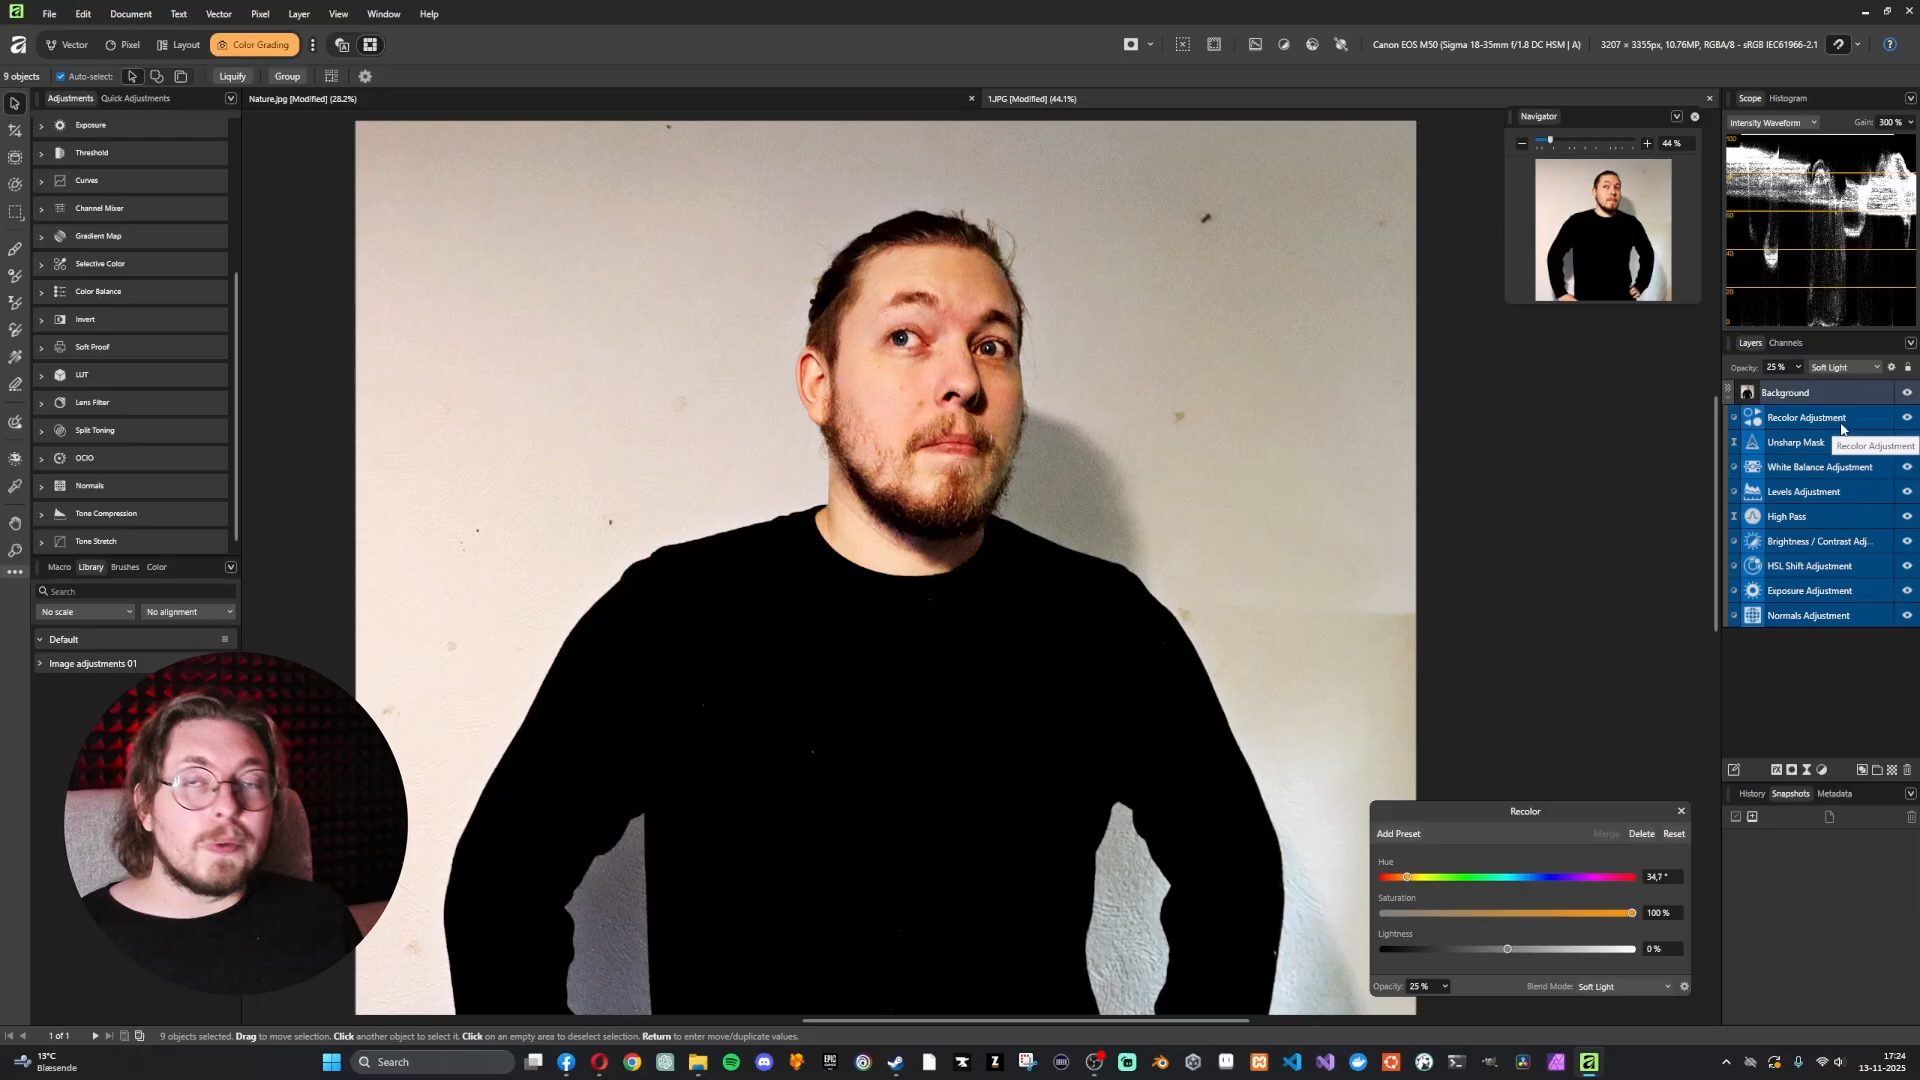 File Edit Document Text Vector Pixel Layer View Window Help
Vector Pixel Layout Color Grading
Canon EOS M50 (Sigma 18-35mm f/1.8 DC HSM | A) 3207 × 3355px, 10.76MP, RGBA/8 - sRGB IEC61966-2.1
9 objects Auto-select: Liquify Group
Adjustments Quick Adjustments
Nature.jpg [Modified] (28.2%)
1.JPG [Modified] (44.1%)
Exposure
Threshold
Curves
Channel Mixer
Gradient Map
Selective Color
Color Balance
Invert
Soft Proof
LUT
Lens Filter
Split Toning
OCIO
Normals
Tone Compression
Tone Stretch
Macro Library Brushes Color
Search
No scale No alignment
Default
Image adjustments 01
Navigator
44 %
Scope Histogram
Intensity Waveform Gain: 300 %
Layers Channels
Opacity: 25 % Soft Light
Background
Recolor Adjustment
Unsharp Mask
Recolor Adjustment
White Balance Adjustment
Levels Adjustment
High Pass
Brightness / Contrast Adj...
HSL Shift Adjustment
Exposure Adjustment
Normals Adjustment
History Snapshots Metadata
Recolor
Add Preset Merge Delete Reset
Hue
34,7 °
Saturation
100 %
Lightness
0 %
Opacity: 25 % Blend Mode: Soft Light
1 of 1 9 objects selected. Drag to move selection. Click another object to select it. Click on an empty area to deselect selection. Return to enter move/duplicate values.
13°C
Blæsende
Search
17:24
13-11-2025